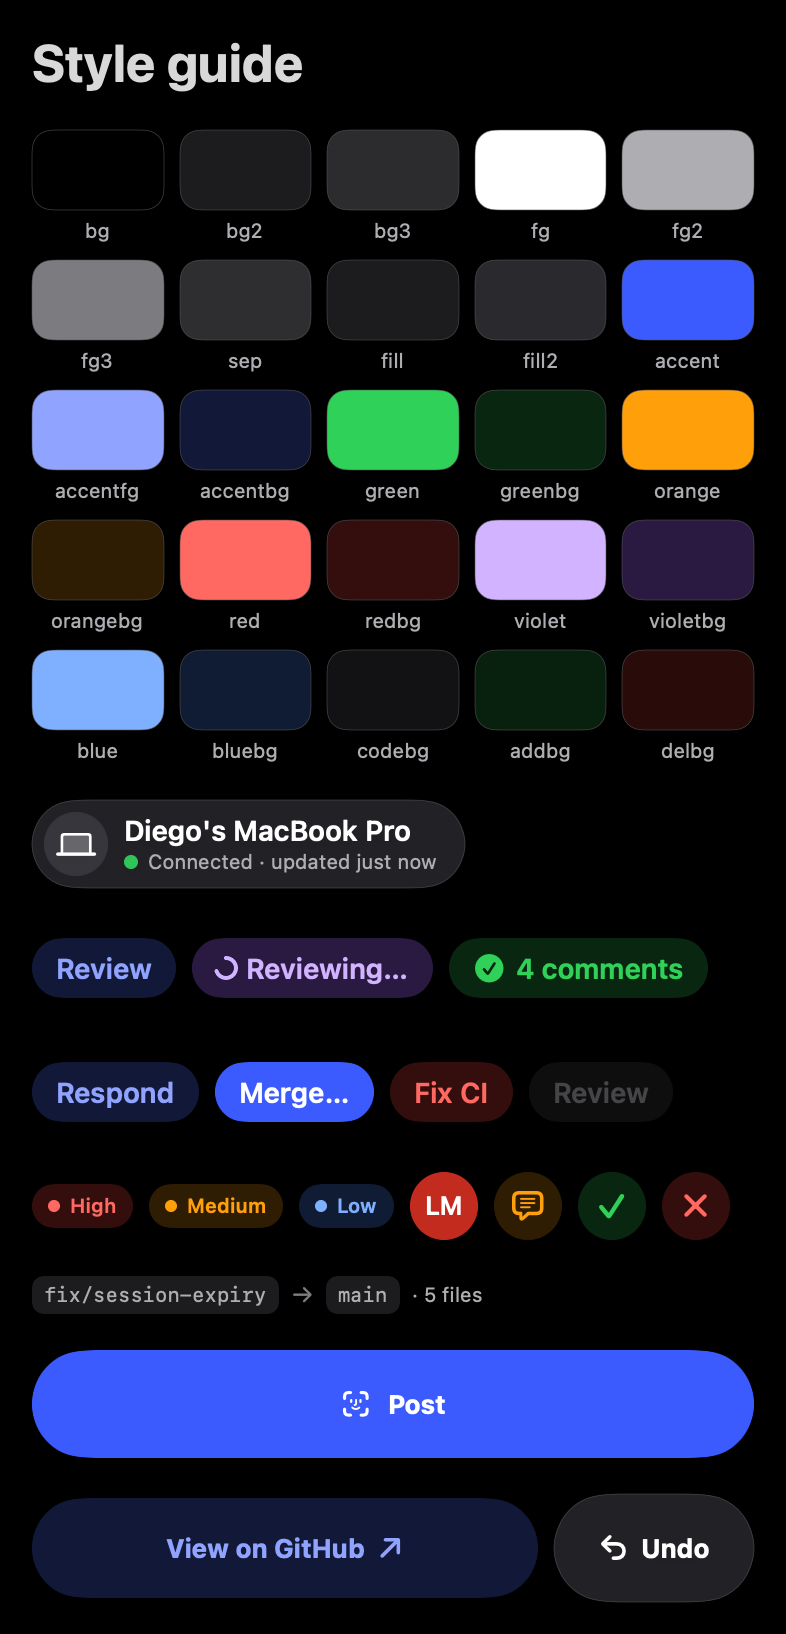 Style guide
bg bg2 bg3 fg fg2
fg3 sep fill fill2 accent
accentfg accentbg green greenbg orange
orangebg red redbg violet violetbg
blue bluebg codebg addbg delbg
Diego's MacBook Pro
Connected · updated just now
Review Reviewing... 4 comments
Respond Merge... Fix CI Review
High Medium Low LM
fix/session-expiry → main · 5 files
Post
View on GitHub ↗ Undo